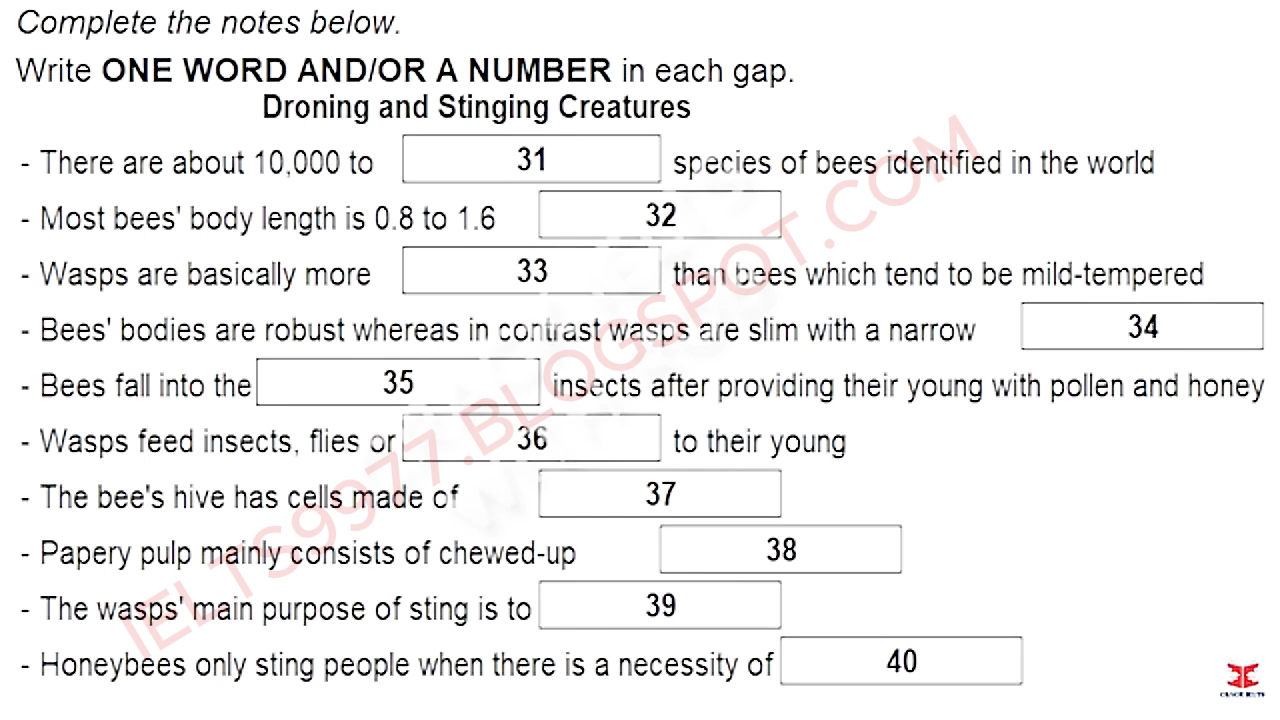 Complete the notes below.
Write ONE WORD AND/OR A NUMBER in each gap.
Droning and Stinging Creatures
- There are about 10,000 to 31 species of bees identified in the world
- Most bees' body length is 0.8 to 1.6 32
- Wasps are basically more 33 than bees which tend to be mild-tempered
- Bees' bodies are robust whereas in contrast wasps are slim with a narrow 34
- Bees fall into the 35 insects after providing their young with pollen and honey
- Wasps feed insects, flies or 36 to their young
- The bee's hive has cells made of 37
- Papery pulp mainly consists of chewed-up 38
- The wasps' main purpose of sting is to 39
- Honeybees only sting people when there is a necessity of 40
IELTS9977.BLOGSPOT.COM